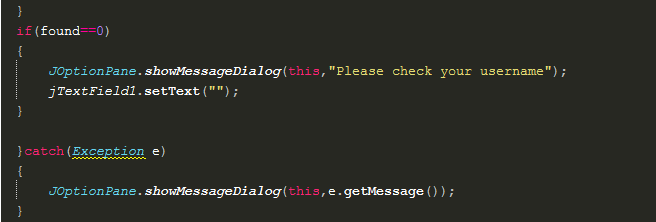 }
if(found==0)
{
JOptionPane.showMessageDialog(this,"Please check your username");
jTextField1.setText("");
}
}catch(Exception e)
{
JOptionPane.showMessageDialog(this,e.getMessage());
}